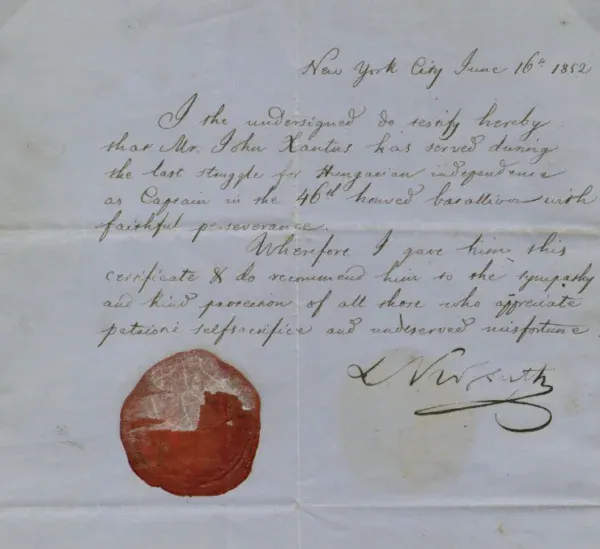 New York City June 16th 1852
I the undersigned do testify hereby
that Mr. John Xantus has served during
the last struggle for Hungarian independence
as Captain in the 46th honved batallion with
faithful perseverance.
Wherefore I gave him this
certificate & do recommend him to the sympathy
and kind protection of all those who appreciate
patriotic selfsacrifice and undeserved misfortune.
L